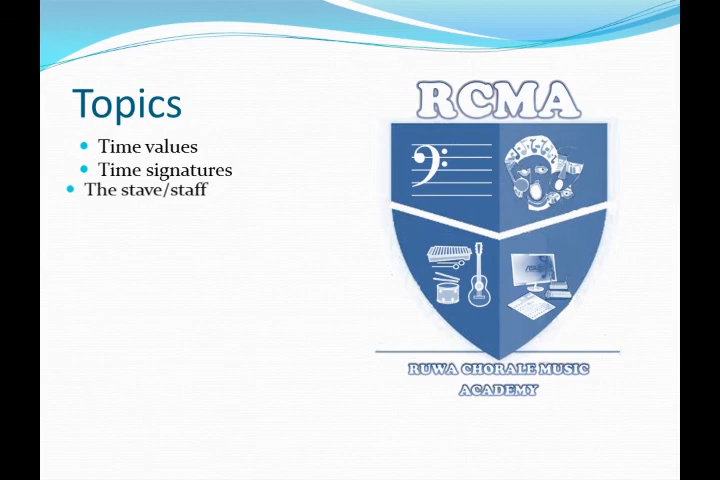 Topics
Time values
Time signatures
The stave/staff
RCMA
RUWA CHORALE MUSIC
ACADEMY